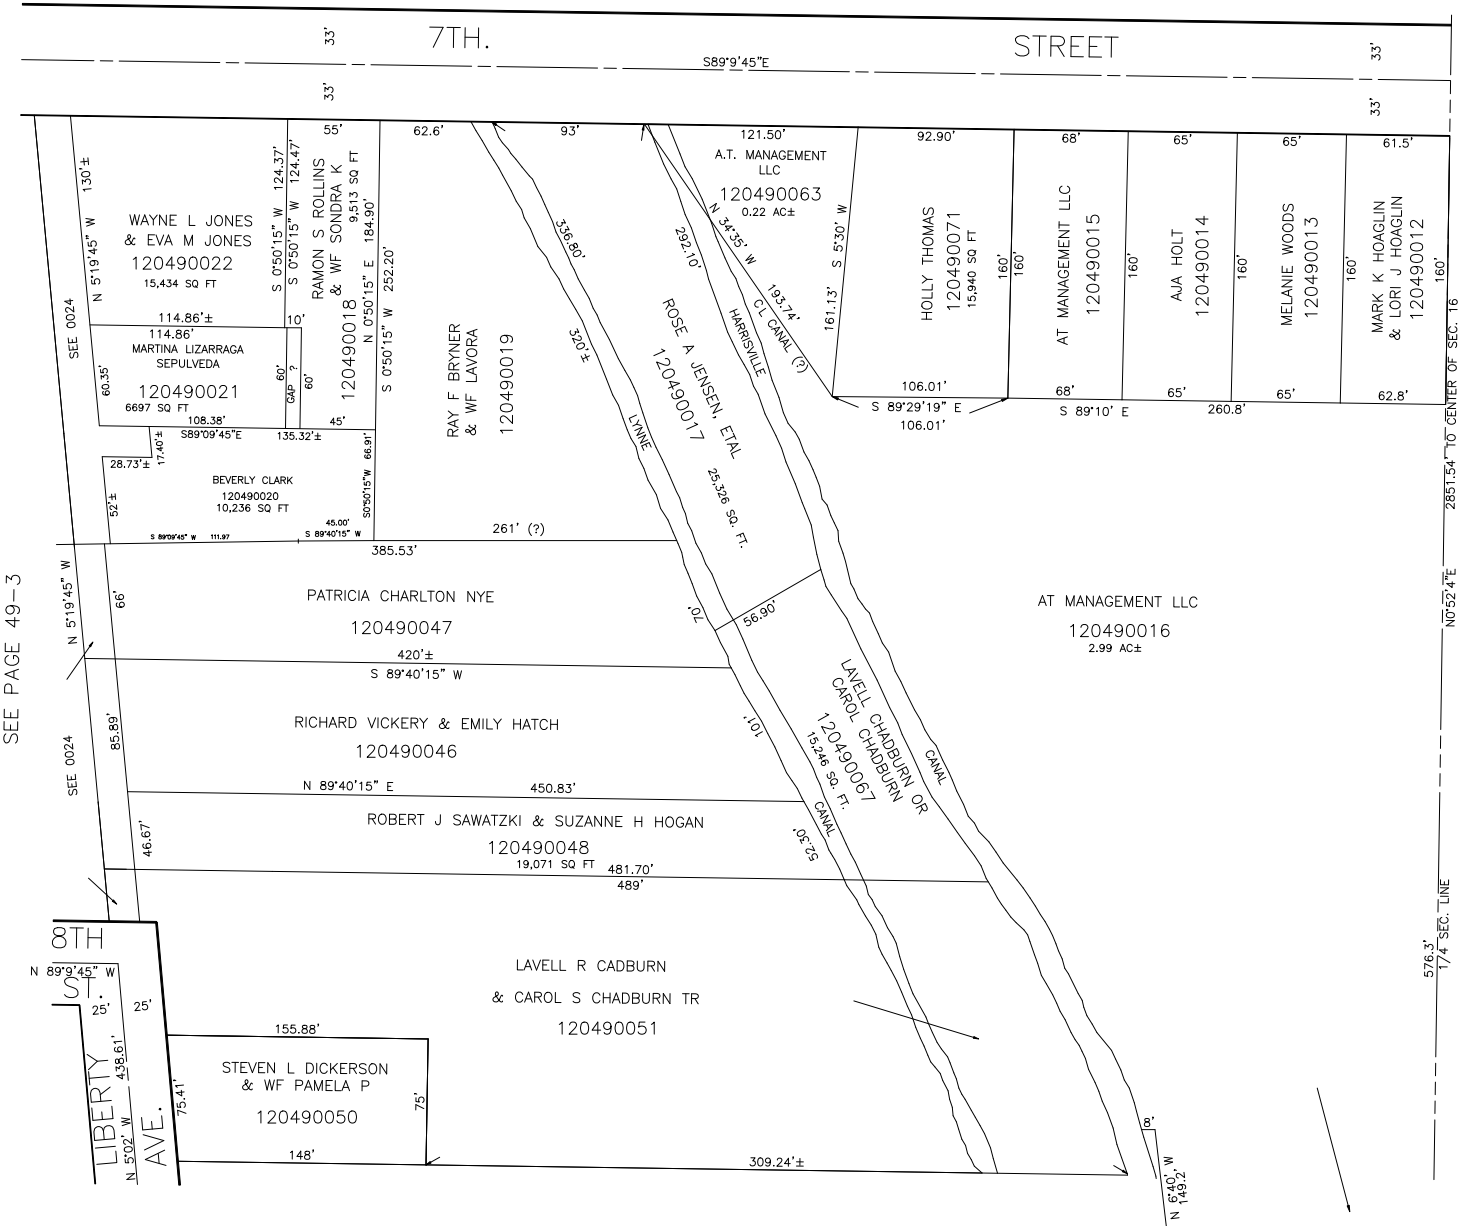 7TH.
STREET
33'
33'
33'
33'
S89°9'45"E
55'
62.6'
93'
121.50'
92.90'
68'
65'
65'
61.5'
130'±
N 5°19'45" W
WAYNE L JONES
& EVA M JONES
120490022
15,434 SQ FT
S 0°50'15" W 124.37'
S 0°50'15" W 124.47'
RAMON S ROLLINS
& WF SONDRA K
120490018
9,513 SQ FT
N 0°50'15" E 184.90'
S 0°50'15" W 252.20'
114.86'±
10'
114.86'
MARTINA LIZARRAGA
SEPULVEDA
120490021
6697 SQ FT
60.35'
60'
GAP ?
60'
108.38'
45'
S89°09'45"E
135.32'±
17.40'±
28.73'±
52'±
BEVERLY CLARK
120490020
10,236 SQ FT
S0°50'15"W 66.91'
S 89°09'45" W 111.97
45.00'
S 89°40'15" W
SEE 0024
RAY F BRYNER
& WF LAVORA
120490019
261' (?)
385.53'
336.80'
320'±
LYNNE
292.10'
ROSE A JENSEN, ETAL
120490017
25,326 SQ. FT.
HARRISVILLE
CL CANAL (?)
N 34°35' W
193.74'
A.T. MANAGEMENT
LLC
120490063
0.22 AC±
S 5°30' W
161.13'
HOLLY THOMAS
120490071
15,940 SQ FT
160'
106.01'
S 89°29'19" E
106.01'
160'
AT MANAGEMENT LLC
120490015
68'
160'
AJA HOLT
120490014
65'
160'
MELANIE WOODS
120490013
65'
160'
MARK K HOAGLIN
& LORI J HOAGLIN
120490012
160'
62.8'
S 89°10' E
260.8'
2851.54' TO CENTER OF SEC. 16
N0°52'4"E
SEE PAGE 49-3
N 5°19'45" W
66'
PATRICIA CHARLTON NYE
120490047
420'±
S 89°40'15" W
70'
56.90'
AT MANAGEMENT LLC
120490016
2.99 AC±
SEE 0024
85.89'
RICHARD VICKERY & EMILY HATCH
120490046
N 89°40'15" E
450.83'
101'
LAVELL CHADBURN OR
CAROL CHADBURN
120490067
15,246 SQ. FT.
CANAL
CANAL
46.67'
ROBERT J SAWATZKI & SUZANNE H HOGAN
120490048
19,071 SQ FT
481.70'
489'
52.30'
576.3'
1/4 SEC. LINE
8TH
ST.
N 89°9'45" W
25'
25'
LIBERTY
AVE.
438.61'
N 5°02' W
LAVELL R CADBURN
& CAROL S CHADBURN TR
120490051
155.88'
STEVEN L DICKERSON
& WF PAMELA P
120490050
75.41'
75'
148'
309.24'±
8'
N 6°40' W
149.2'